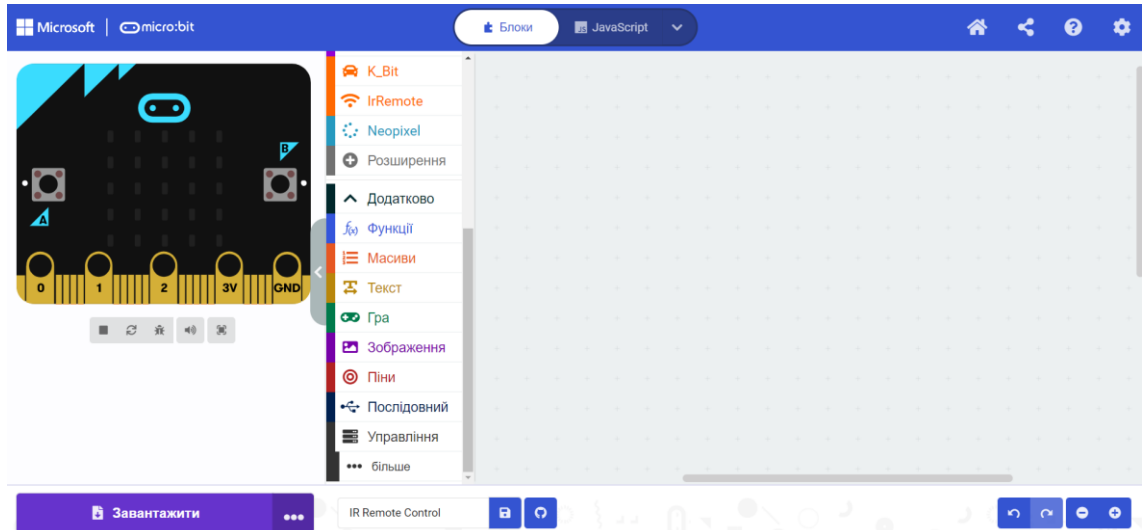 Microsoft micro:bit Блоки JavaScript
K_Bit
IrRemote
Neopixel
Розширення
Додатково
f(x) Функції
Масиви
Текст
Гра
Зображення
Піни
Послідовний
Управління
більше
B
A
0 1 2 3V GND
Завантажити
IR Remote Control